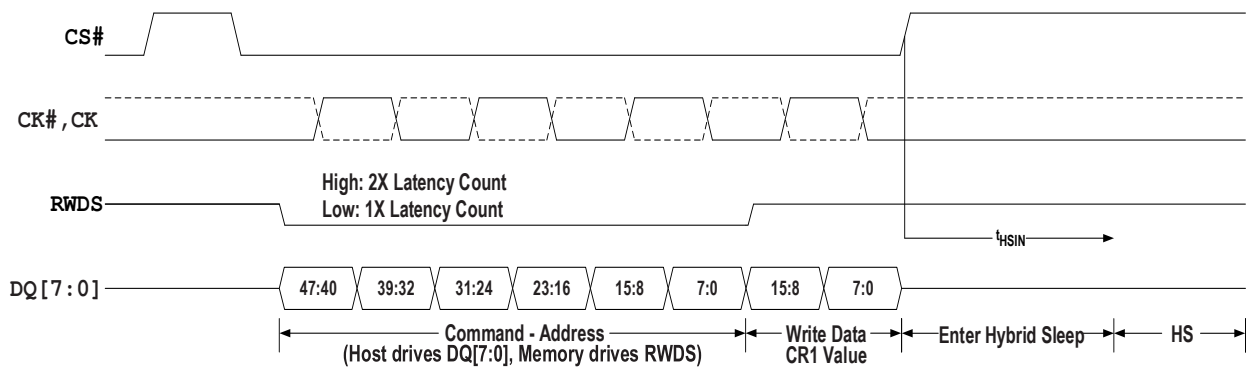 CS#
CK#,CK
High: 2X Latency Count
Low: 1X Latency Count
RWDS
tHSIN
DQ[7:0]
47:40 39:32 31:24 23:16 15:8 7:0 15:8 7:0
Command - Address
(Host drives DQ[7:0], Memory drives RWDS)
Write Data
CR1 Value
Enter Hybrid Sleep
HS